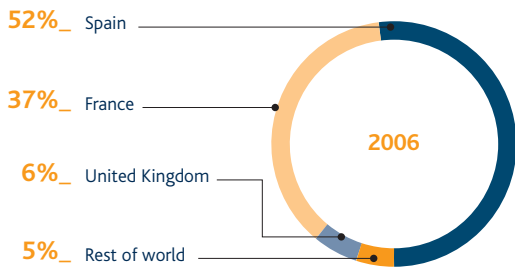 52%_ Spain
37%_ France
2006
6%_ United Kingdom
5%_ Rest of world